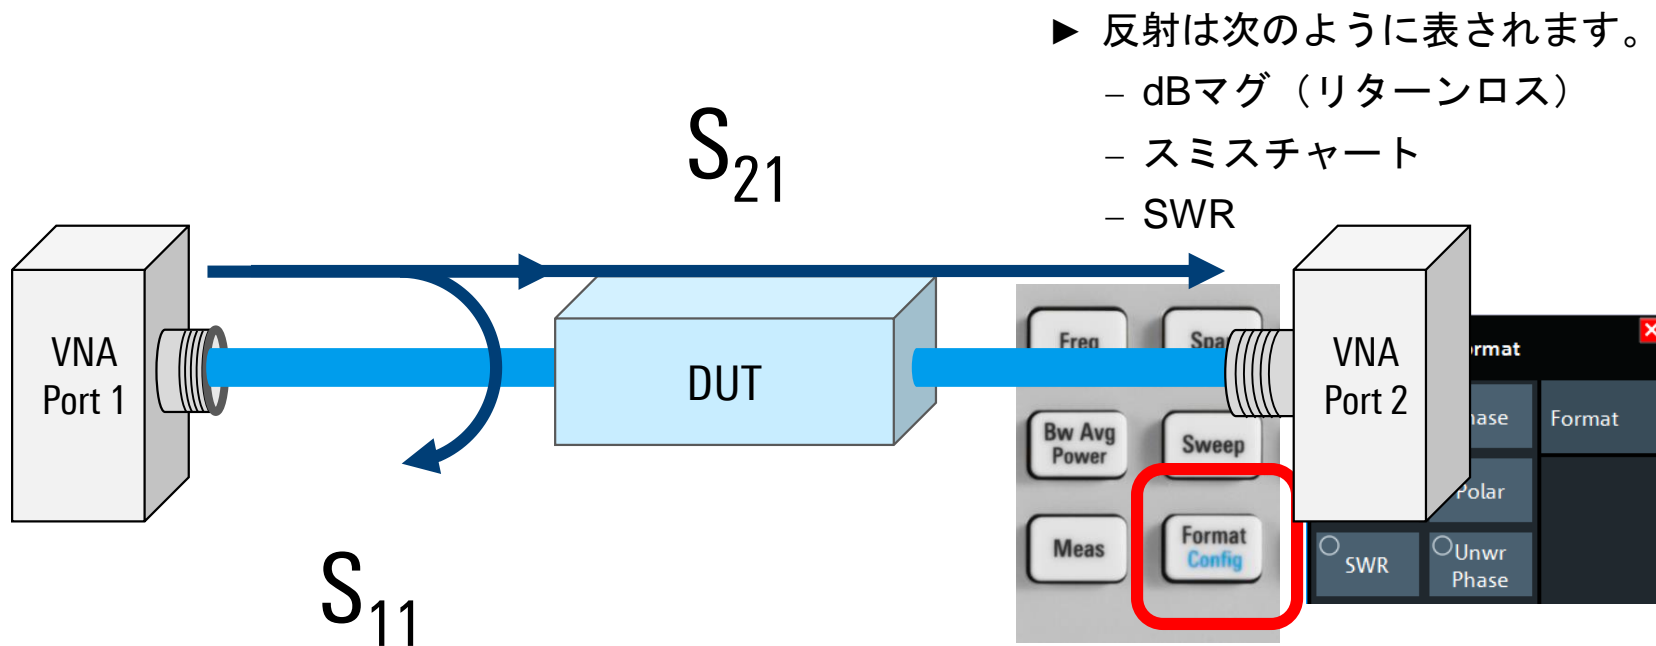 ► 反射は次のように表されます。
– dBマグ（リターンロス）
– スミスチャート
– SWR
S21
VNA
Port 1
DUT
VNA
Port 2
S11
Freq
Bw Avg
Power
Sweep
Meas
Format
Config
Format
Polar
SWR
Unwr
Phase